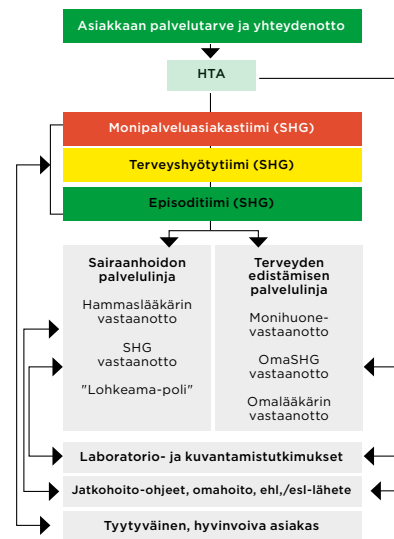 Asiakkaan palvelutarve ja yhteydenotto
HTA
Monipalveluasiakastiimi (SHG)
Terveyshyötytiimi (SHG)
Episoditiimi (SHG)
Sairaanhoidon
palvelulinja
Hammaslääkärin
vastaanotto
SHG
vastaanotto
"Lohkeama-poli"
Terveyden
edistämisen
palvelulinja
Monihuone-
vastaanotto
OmaSHG
vastaanotto
Omalääkärin
vastaanotto
Laboratorio- ja kuvantamistutkimukset
Jatkohoito-ohjeet, omahoito, ehl,/esl-lähete
Tyytyväinen, hyvinvoiva asiakas